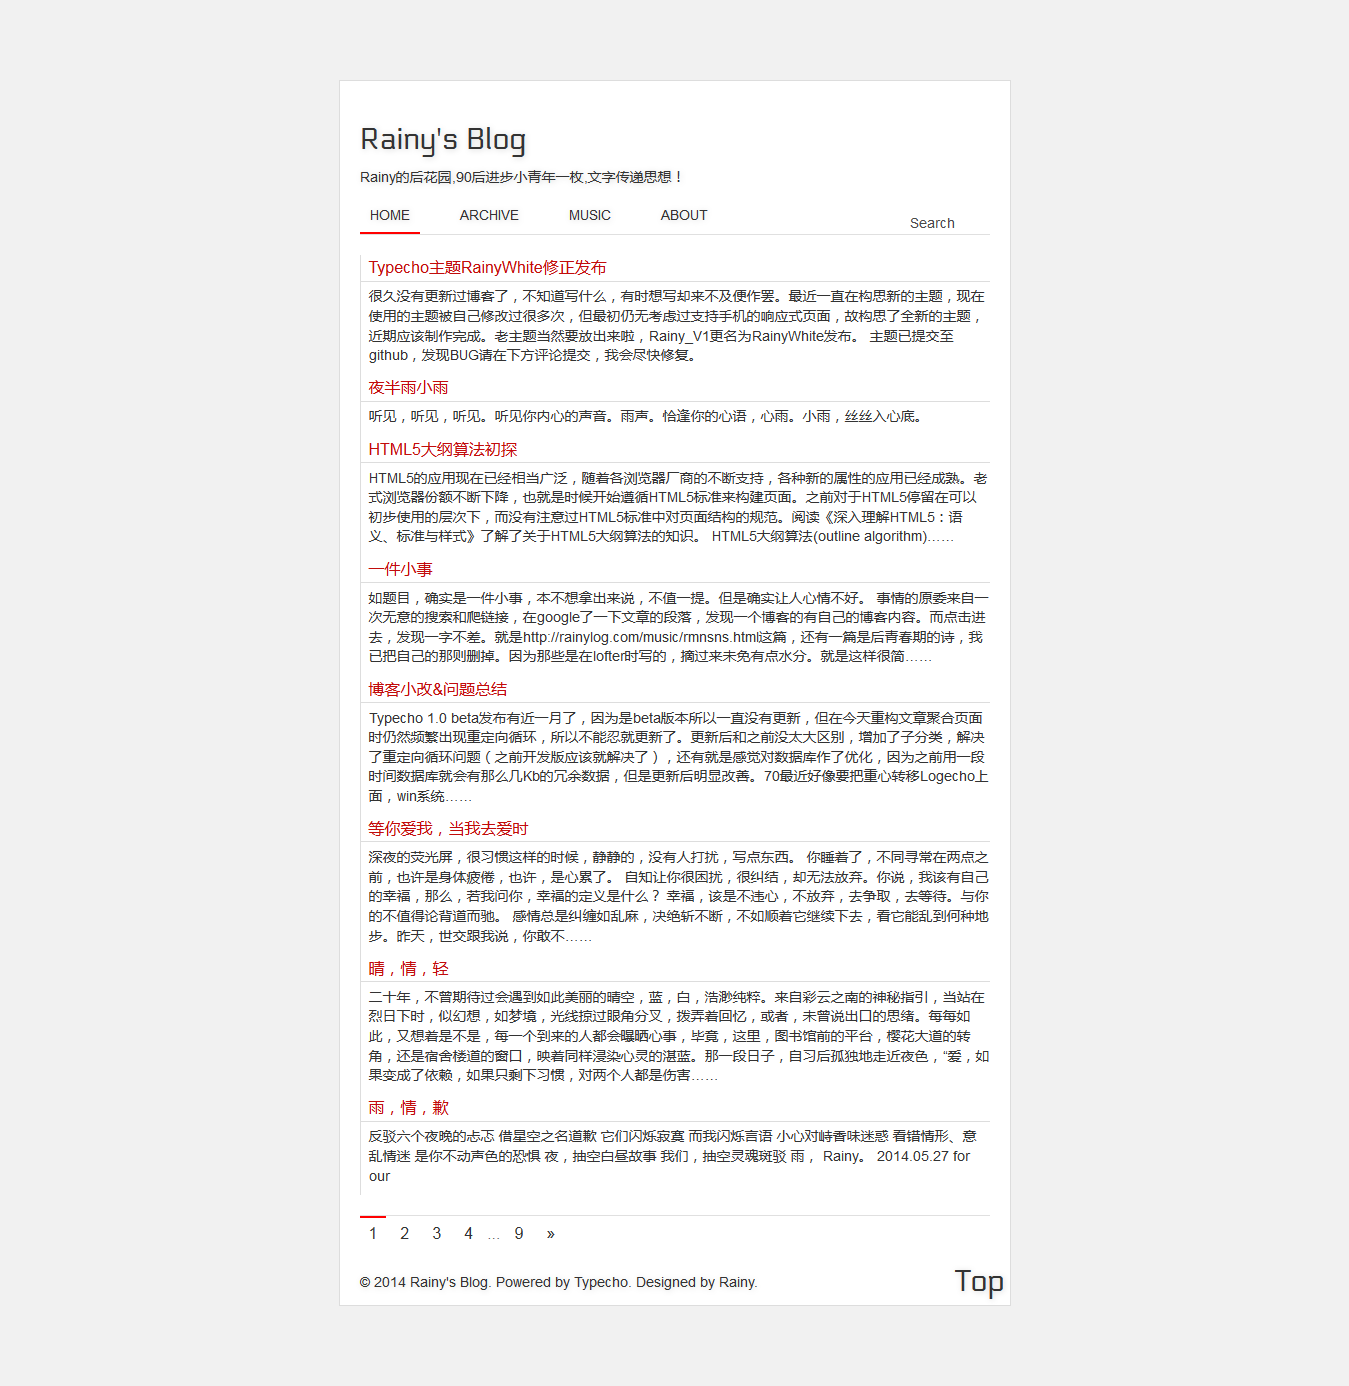 Rainy's Blog
Rainy的后花园,90后进步小青年一枚,文字传递思想！
HOME ARCHIVE MUSIC ABOUT Search
Typecho主题RainyWhite修正发布
很久没有更新过博客了，不知道写什么，有时想写却来不及便作罢。最近一直在构思新的主题，现在
使用的主题被自己修改过很多次，但最初仍无考虑过支持手机的响应式页面，故构思了全新的主题，
近期应该制作完成。老主题当然要放出来啦，Rainy_V1更名为RainyWhite发布。 主题已提交至
github，发现BUG请在下方评论提交，我会尽快修复。
夜半雨小雨
听见，听见，听见。听见你内心的声音。雨声。恰逢你的心语，心雨。小雨，丝丝入心底。
HTML5大纲算法初探
HTML5的应用现在已经相当广泛，随着各浏览器厂商的不断支持，各种新的属性的应用已经成熟。老
式浏览器份额不断下降，也就是时候开始遵循HTML5标准来构建页面。之前对于HTML5停留在可以
初步使用的层次下，而没有注意过HTML5标准中对页面结构的规范。阅读《深入理解HTML5：语
义、标准与样式》了解了关于HTML5大纲算法的知识。 HTML5大纲算法(outline algorithm)……
一件小事
如题目，确实是一件小事，本不想拿出来说，不值一提。但是确实让人心情不好。 事情的原委来自一
次无意的搜索和爬链接，在google了一下文章的段落，发现一个博客的有自己的博客内容。而点击进
去，发现一字不差。就是http://rainylog.com/music/rmnsns.html这篇，还有一篇是后青春期的诗，我
已把自己的那则删掉。因为那些是在lofter时写的，摘过来未免有点水分。就是这样很简……
博客小改&问题总结
Typecho 1.0 beta发布有近一月了，因为是beta版本所以一直没有更新，但在今天重构文章聚合页面
时仍然频繁出现重定向循环，所以不能忍就更新了。更新后和之前没太大区别，增加了子分类，解决
了重定向循环问题（之前开发版应该就解决了），还有就是感觉对数据库作了优化，因为之前用一段
时间数据库就会有那么几Kb的冗余数据，但是更新后明显改善。70最近好像要把重心转移Logecho上
面，win系统……
等你爱我，当我去爱时
深夜的荧光屏，很习惯这样的时候，静静的，没有人打扰，写点东西。 你睡着了，不同寻常在两点之
前，也许是身体疲倦，也许，是心累了。 自知让你很困扰，很纠结，却无法放弃。你说，我该有自己
的幸福，那么，若我问你，幸福的定义是什么？ 幸福，该是不违心，不放弃，去争取，去等待。与你
的不值得论背道而驰。 感情总是纠缠如乱麻，决绝斩不断，不如顺着它继续下去，看它能乱到何种地
步。昨天，世交跟我说，你敢不……
晴，情，轻
二十年，不曾期待过会遇到如此美丽的晴空，蓝，白，浩渺纯粹。来自彩云之南的神秘指引，当站在
烈日下时，似幻想，如梦境，光线掠过眼角分叉，拨弄着回忆，或者，未曾说出口的思绪。每每如
此，又想着是不是，每一个到来的人都会曝晒心事，毕竟，这里，图书馆前的平台，樱花大道的转
角，还是宿舍楼道的窗口，映着同样浸染心灵的湛蓝。那一段日子，自习后孤独地走近夜色，“爱，如
果变成了依赖，如果只剩下习惯，对两个人都是伤害……
雨，情，歉
反驳六个夜晚的忐忑 借星空之名道歉 它们闪烁寂寞 而我闪烁言语 小心对峙香味迷惑 看错情形、意
乱情迷 是你不动声色的恐惧 夜，抽空白昼故事 我们，抽空灵魂斑驳 雨， Rainy。 2014.05.27 for
our
1 2 3 4 ... 9 »
© 2014 Rainy's Blog. Powered by Typecho. Designed by Rainy.
Top